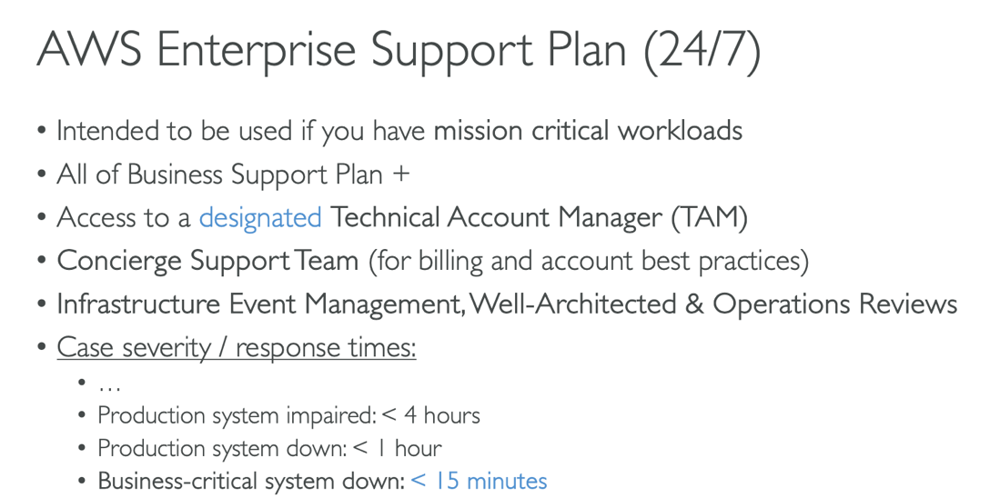 AWS Enterprise Support Plan (24/7)
• Intended to be used if you have mission critical workloads
• All of Business Support Plan +
• Access to a designated Technical Account Manager (TAM)
• Concierge Support Team (for billing and account best practices)
• Infrastructure Event Management, Well-Architected & Operations Reviews
• Case severity / response times:
• …
• Production system impaired: < 4 hours
• Production system down: < 1 hour
• Business-critical system down: < 15 minutes